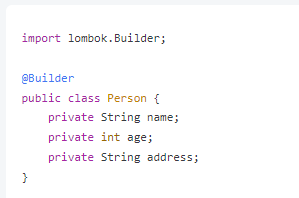 import lombok.Builder;
@Builder
public class Person {
    private String name;
    private int age;
    private String address;
}